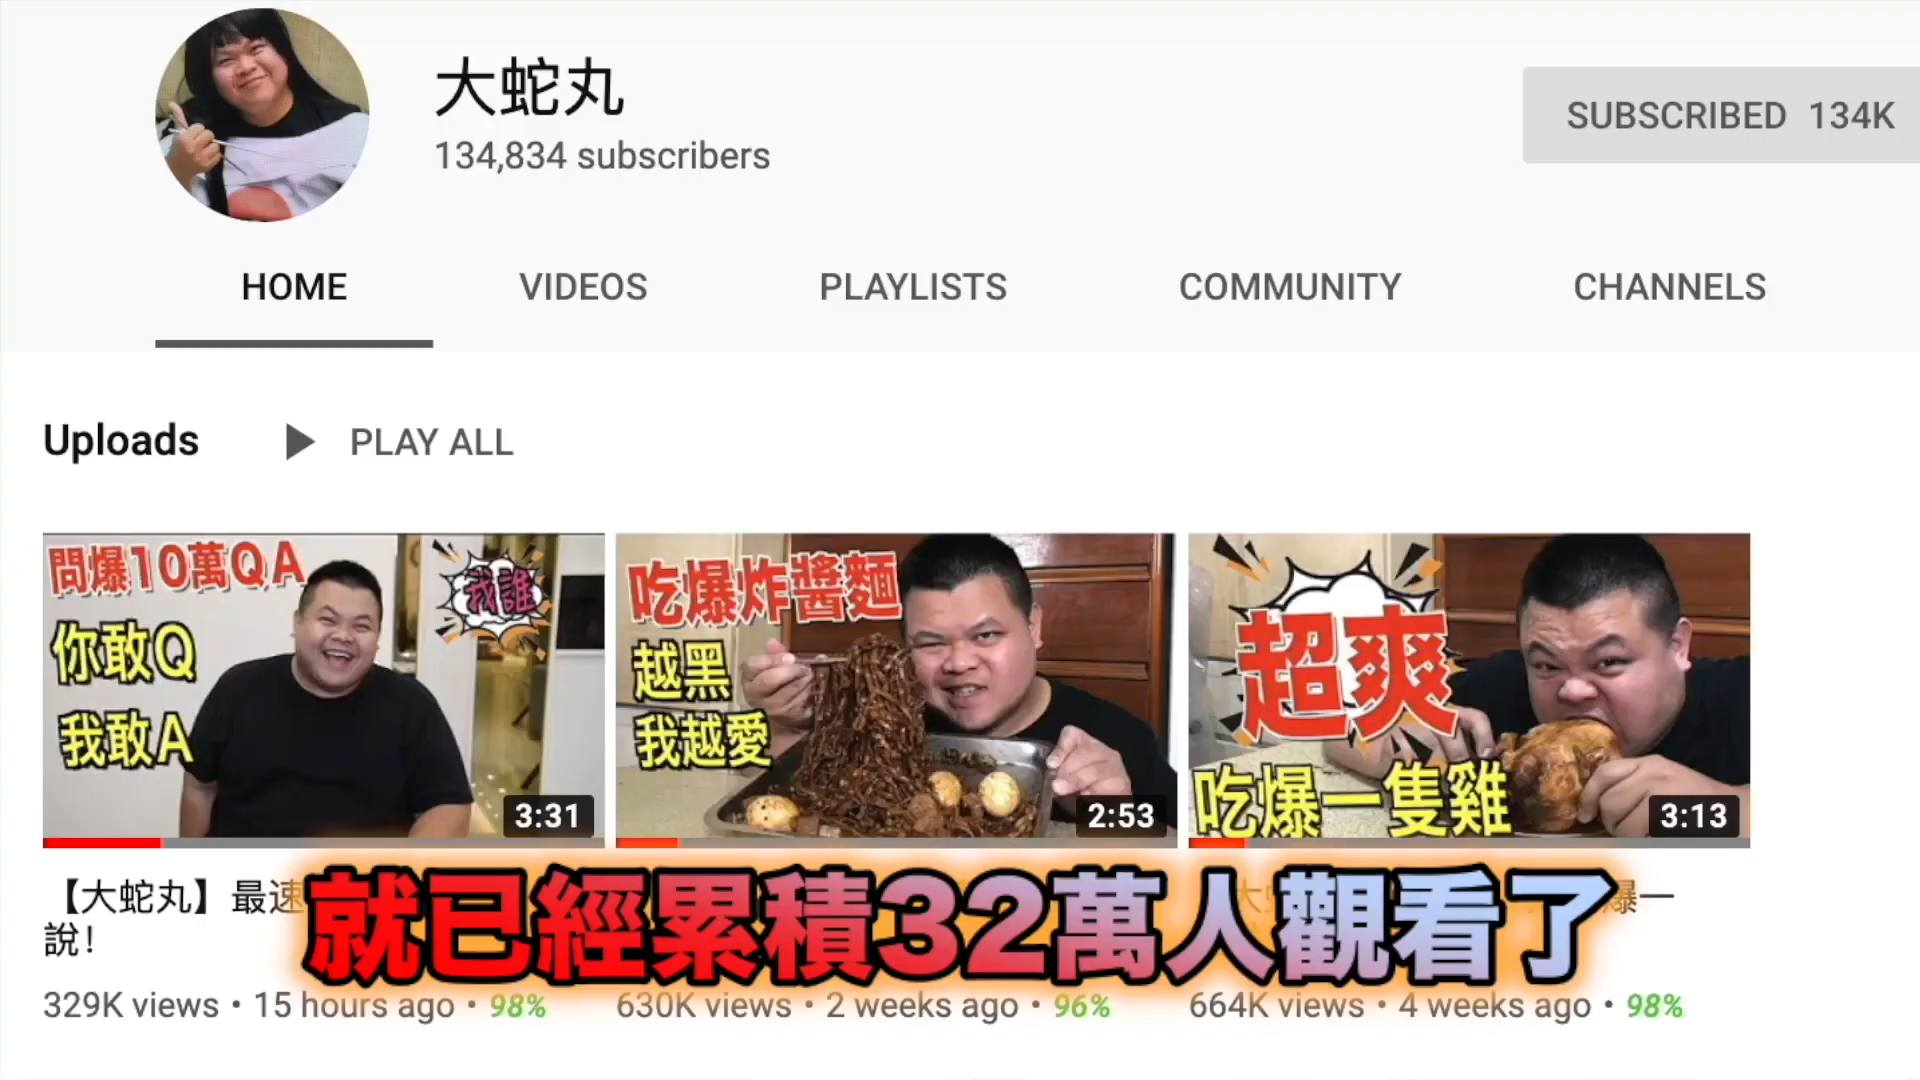 大蛇丸
134,834 subscribers
SUBSCRIBED 134K
HOME
VIDEOS
PLAYLISTS
COMMUNITY
CHANNELS
Uploads
PLAY ALL
問爆10萬QA
你敢Q
我敢A
我誰
3:31
吃爆炸醬麵
越黑
我越愛
2:53
超爽
吃爆一隻雞
3:13
【大蛇丸】最速
說!
爆一
就已經累積32萬人觀看了
329K views • 15 hours ago • 98%
630K views • 2 weeks ago • 96%
664K views • 4 weeks ago • 98%